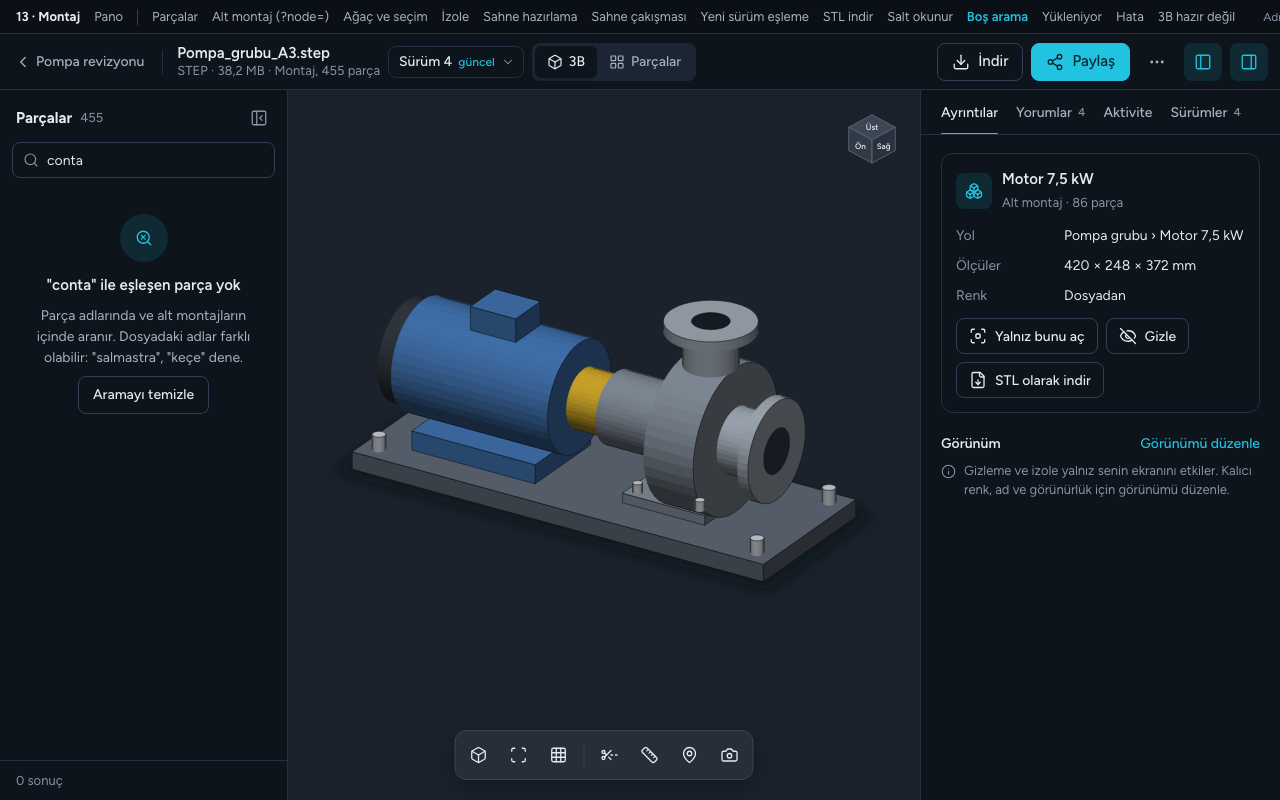 13 · Montaj Pano Parçalar Alt montaj (?node=) Ağaç ve seçim İzole Sahne hazırlama Sahne çakışması Yeni sürüm eşleme STL indir Salt okunur Boş arama Yükleniyor Hata 3B hazır değil
Pompa revizyonu
Pompa_grubu_A3.step
STEP · 38,2 MB · Montaj, 455 parça
Sürüm 4 güncel
3B Parçalar
İndir Paylaş
Parçalar 455
conta
"conta" ile eşleşen parça yok
Parça adlarında ve alt montajların
içinde aranır. Dosyadaki adlar farklı
olabilir: "salmastra", "keçe" dene.
Aramayı temizle
0 sonuç
Üst
Ön Sağ
Ayrıntılar Yorumlar 4 Aktivite Sürümler 4
Motor 7,5 kW
Alt montaj · 86 parça
Yol Pompa grubu › Motor 7,5 kW
Ölçüler 420 × 248 × 372 mm
Renk Dosyadan
Yalnız bunu aç Gizle
STL olarak indir
Görünüm Görünümü düzenle
Gizleme ve izole yalnız senin ekranını etkiler. Kalıcı
renk, ad ve görünürlük için görünümü düzenle.